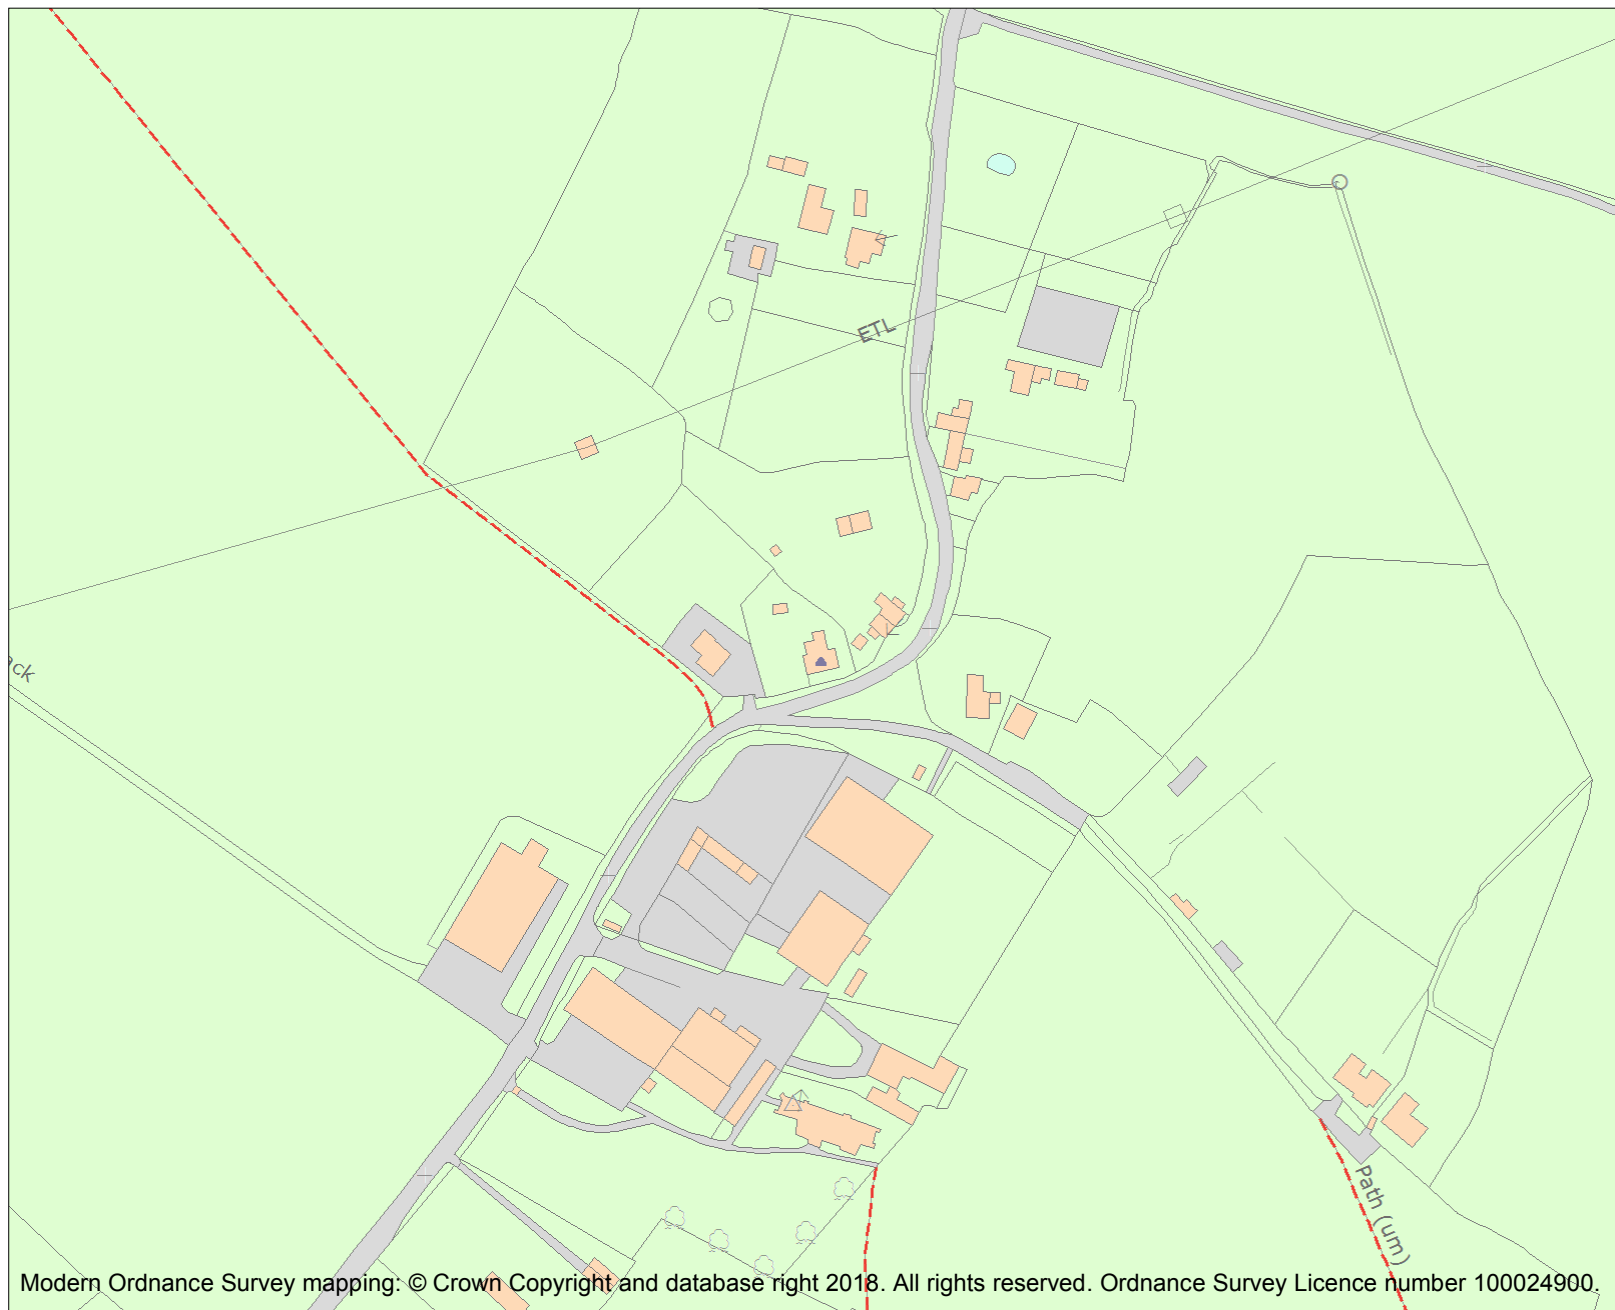 ETL
ack
Path (um)
Modern Ordnance Survey mapping: © Crown Copyright and database right 2018. All rights reserved. Ordnance Survey Licence number 100024900.